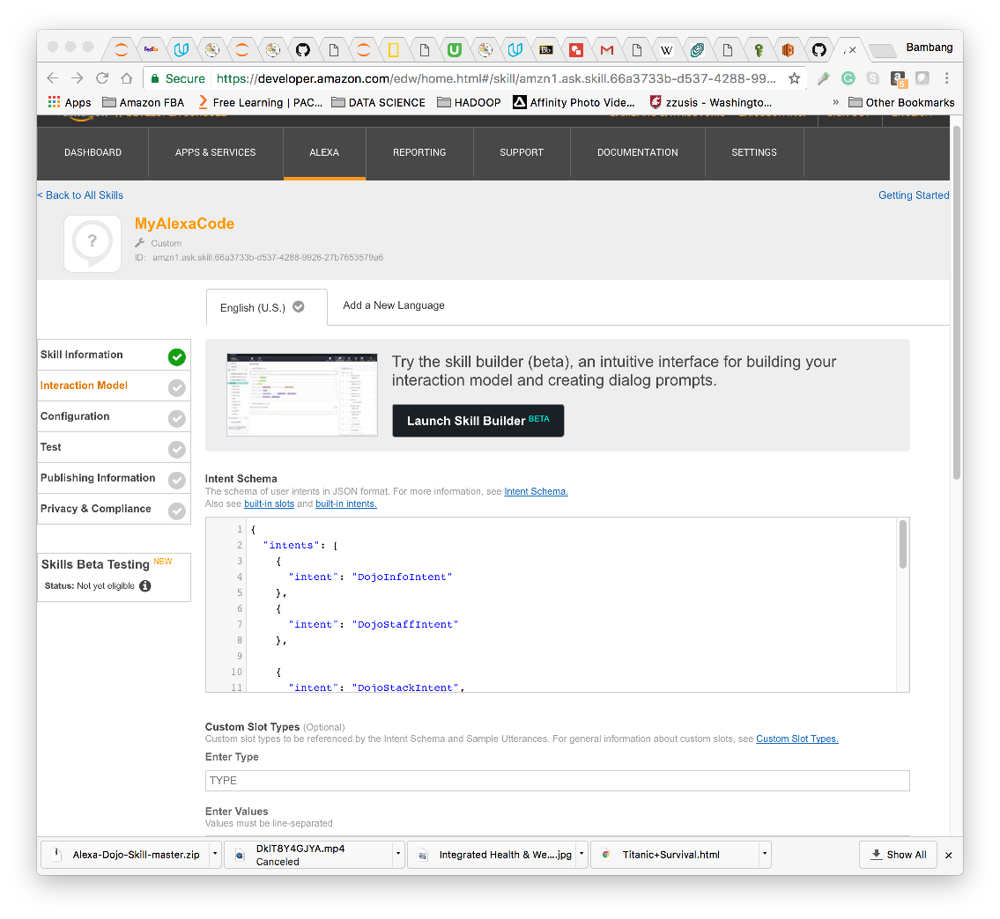 FedEx
Bb
W
Bambang
Secure
https://developer.amazon.com/edw/home.html#/skill/amzn1.ask.skill.66a3733b-d537-4288-99...
5
Apps
Amazon FBA
Free Learning | PAC...
DATA SCIENCE
HADOOP
Affinity Photo Vide...
zzusis - Washingto...
»
Other Bookmarks
DASHBOARD
APPS & SERVICES
ALEXA
REPORTING
SUPPORT
DOCUMENTATION
SETTINGS
< Back to All Skills
Getting Started
MyAlexaCode
Custom
ID: amzn1.ask.skill.66a3733b-d537-4288-9926-27b7653579a6
English (U.S.)
Add a New Language
Skill Information
Interaction Model
Configuration
Test
Publishing Information
Privacy & Compliance
Skills Beta Testing NEW
Status: Not yet eligible
Try the skill builder (beta), an intuitive interface for building your
interaction model and creating dialog prompts.
Launch Skill Builder BETA
Intent Schema
The schema of user intents in JSON format. For more information, see Intent Schema.
Also see built-in slots and built-in intents.
1 {
2 "intents": [
3 {
4 "intent": "DojoInfoIntent"
5 },
6 {
7 "intent": "DojoStaffIntent"
8 },
9
10 {
11 "intent": "DojoStackIntent",
Custom Slot Types (Optional)
Custom slot types to be referenced by the Intent Schema and Sample Utterances. For general information about custom slots, see Custom Slot Types.
Enter Type
TYPE
Enter Values
Values must be line-separated
Alexa-Dojo-Skill-master.zip
DkIT8Y4GJYA.mp4
Canceled
Integrated Health & We....jpg
Titanic+Survival.html
Show All